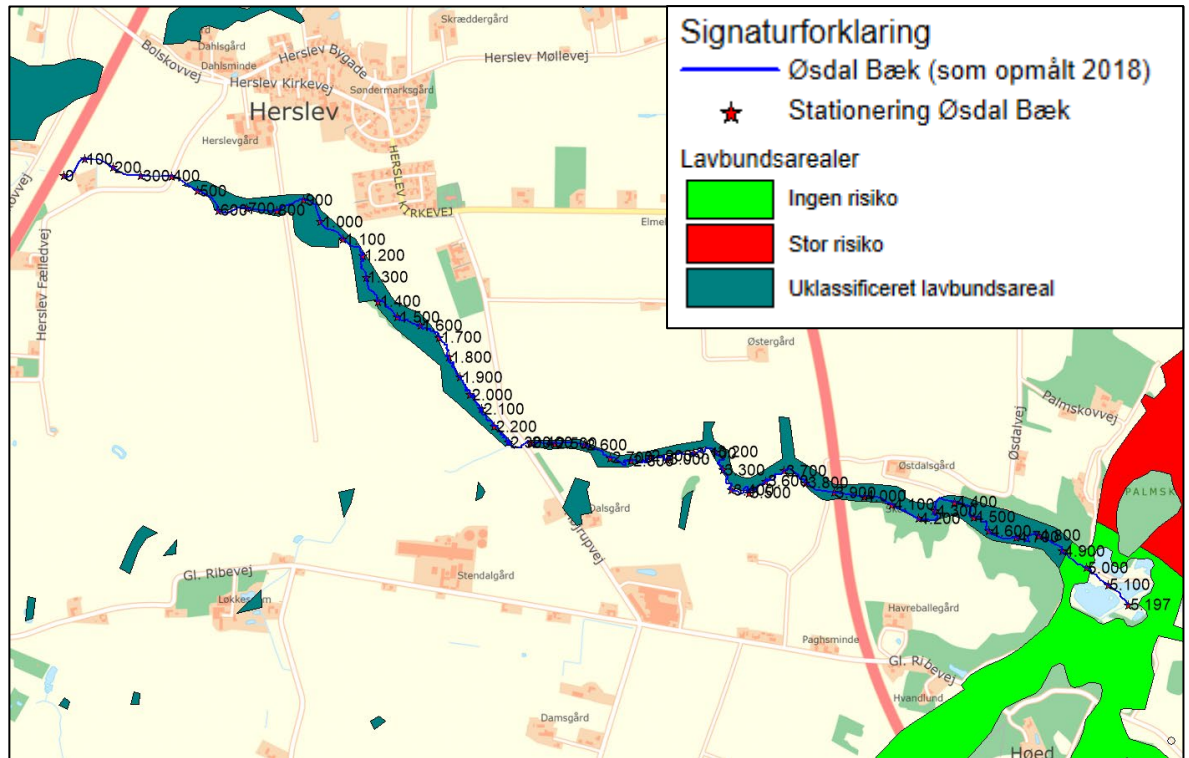 Signaturforklaring
Øsdal Bæk (som opmålt 2018)
Stationering Øsdal Bæk
Lavbundsarealer
Ingen risiko
Stor risiko
Uklassificeret lavbundsareal
Skræddergård
Bolskovvej
Dahlsgård
Dahlsminde
Herslev Bygade
Herslev Møllevej
Herslev Kirkevej
Søndermarksgård
Herslev
Herslevgård
HERSLEV KIRKEVEJ
Herslev Fælledvej
Østergård
Palmskovvej
Øsdalvej
Østdalsgård
PALMSK
Dalsgård
Stendalgård
Gl. Ribevej
Havreballegård
Paghsminde
Gl. Ribevej
Hvandlund
Damsgård
Høed
0
100
200
300
400
500
600
700
800
900
1.000
1.100
1.200
1.300
1.400
1.500
1.600
1.700
1.800
1.900
2.000
2.100
2.200
2.600
2.700
3.200
3.300
3.500
3.600
3.700
3.800
3.900
4.000
4.100
4.200
4.300
4.400
4.500
4.600
4.700
4.800
4.900
5.000
5.100
5.197